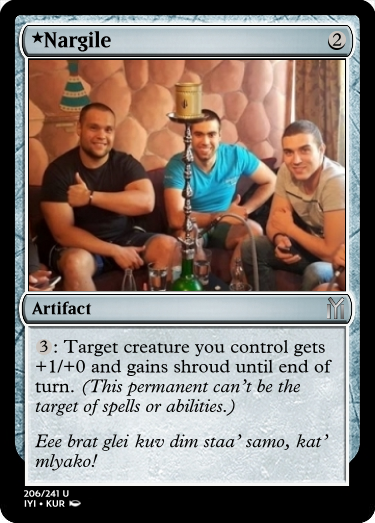 ★Nargile 2
Artifact
3: Target creature you control gets
+1/+0 and gains shroud until end of
turn. (This permanent can't be the
target of spells or abilities.)
Eee brat glei kuv dim staa' samo, kat'
mlyako!
206/241 U
IYI • KUR